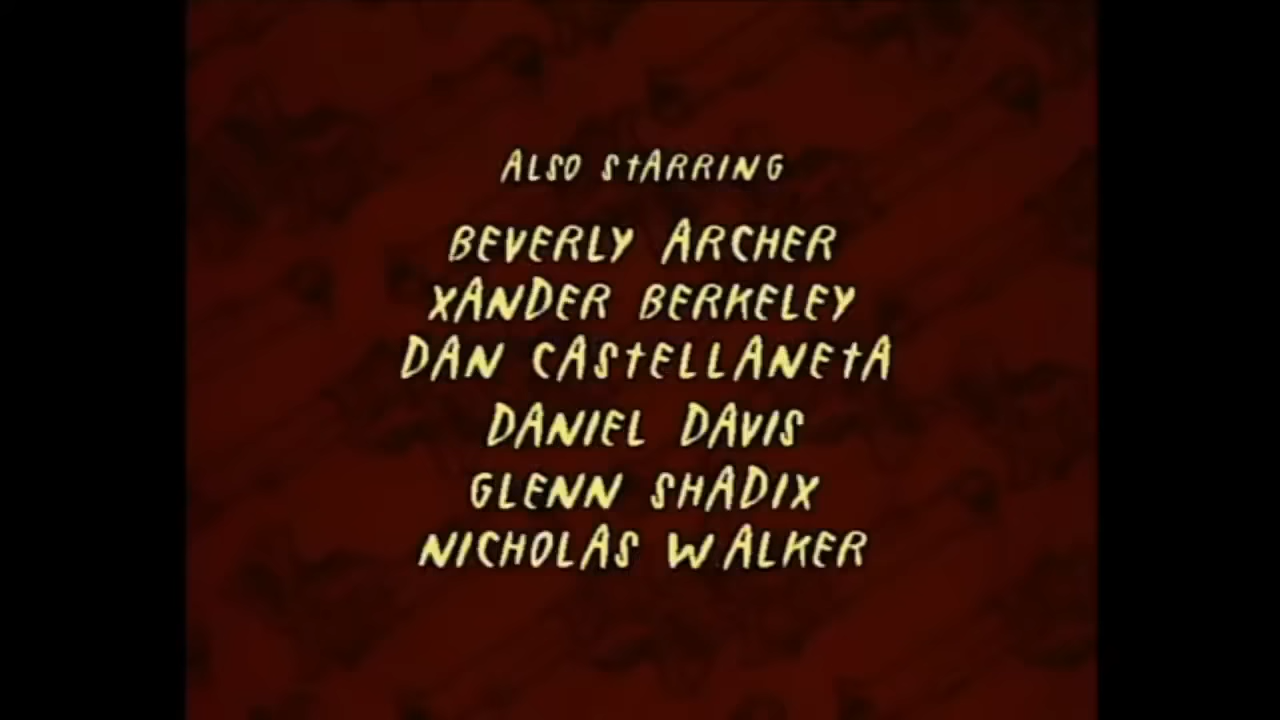 ALSO STARRING
BEVERLY ARCHER
XANDER BERKELEY
DAN CASTELLANETA
DANIEL DAVIS
GLENN SHADIX
NICHOLAS WALKER